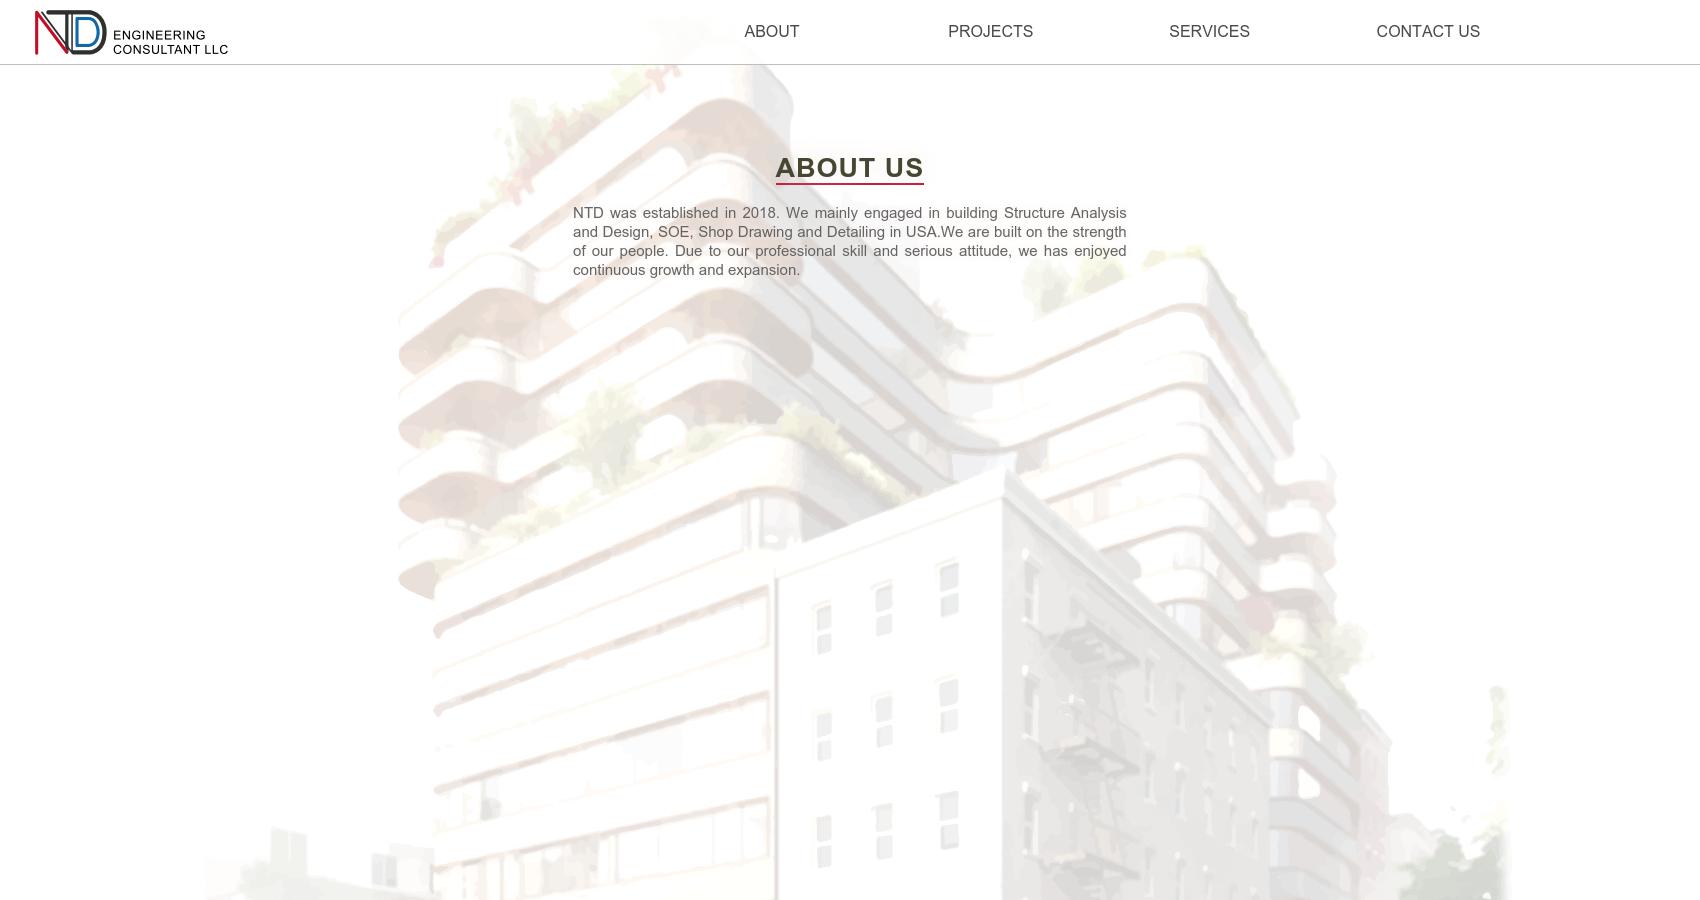 NTD ENGINEERING
CONSULTANT LLC
ABOUT
PROJECTS
SERVICES
CONTACT US
ABOUT US
NTD was established in 2018. We mainly engaged in building Structure Analysis
and Design, SOE, Shop Drawing and Detailing in USA.We are built on the strength
of our people. Due to our professional skill and serious attitude, we has enjoyed
continuous growth and expansion.